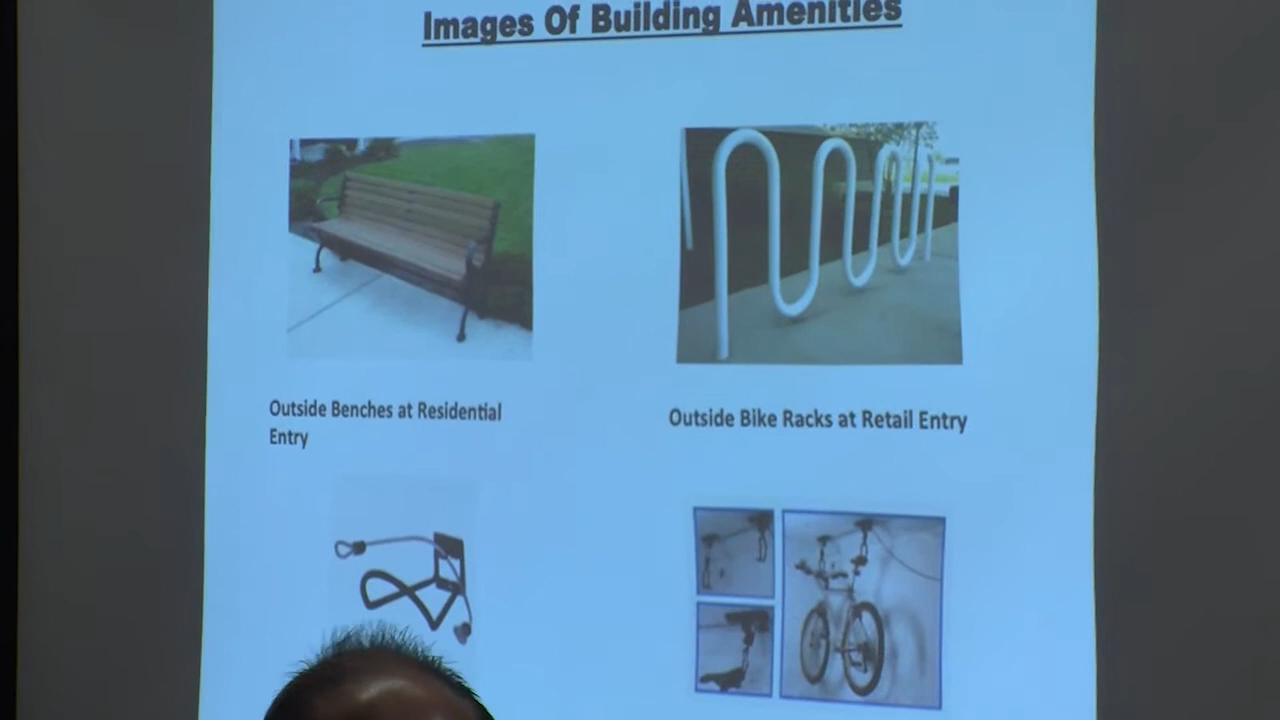 Images Of Building Amenities
Outside Benches at Residential
Entry
Outside Bike Racks at Retail Entry